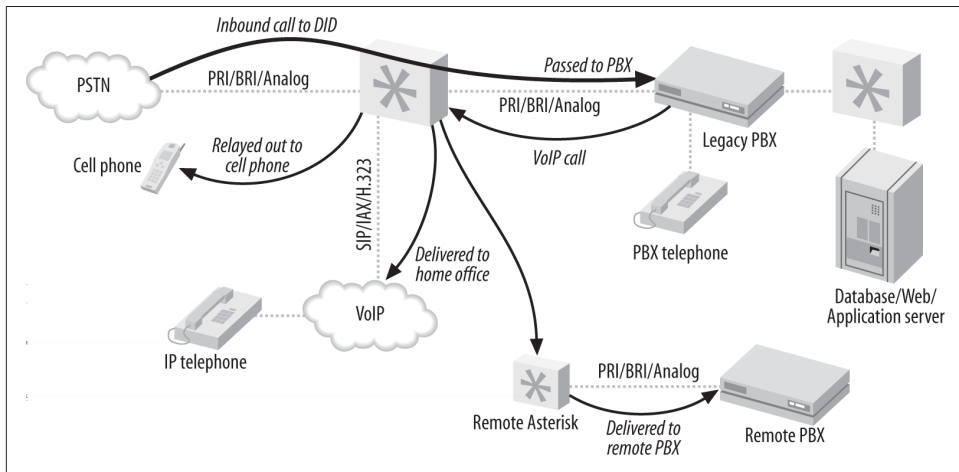 Inbound call to DID
PSTN
PRI/BRI/Analog
Passed to PBX
PRI/BRI/Analog
Legacy PBX
Cell phone
Relayed out to
cell phone
VoIP call
SIP/IAX/H.323
PBX telephone
Delivered to
home office
VoIP
IP telephone
Database/Web/
Application server
PRI/BRI/Analog
Remote Asterisk
Delivered to
remote PBX
Remote PBX